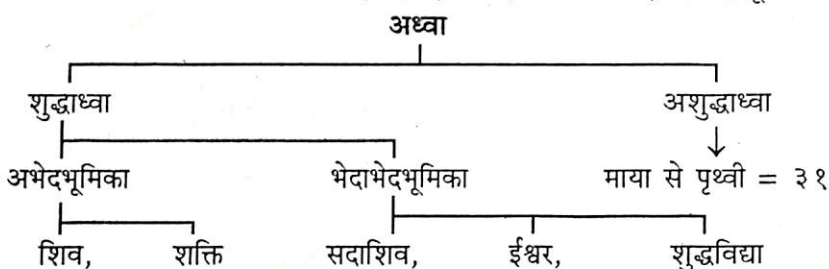 अध्वा
शुद्धाध्वा अशुद्धाध्वा
अभेदभूमिका भेदाभेदभूमिका माया से पृथ्वी = ३१
शिव, शक्ति सदाशिव, ईश्वर, शुद्धविद्या